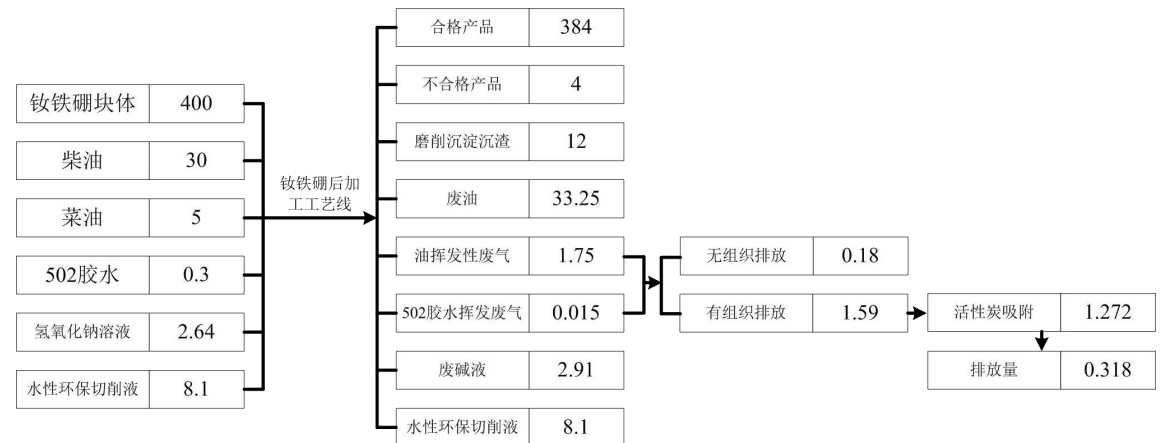 钕铁硼块体 400
柴油 30
菜油 5
502胶水 0.3
氢氧化钠溶液 2.64
水性环保切削液 8.1
钕铁硼后加
工工艺线
合格产品 384
不合格产品 4
磨削沉淀沉渣 12
废油 33.25
油挥发性废气 1.75
502胶水挥发废气 0.015
废碱液 2.91
水性环保切削液 8.1
无组织排放 0.18
有组织排放 1.59
活性炭吸附 1.272
排放量 0.318